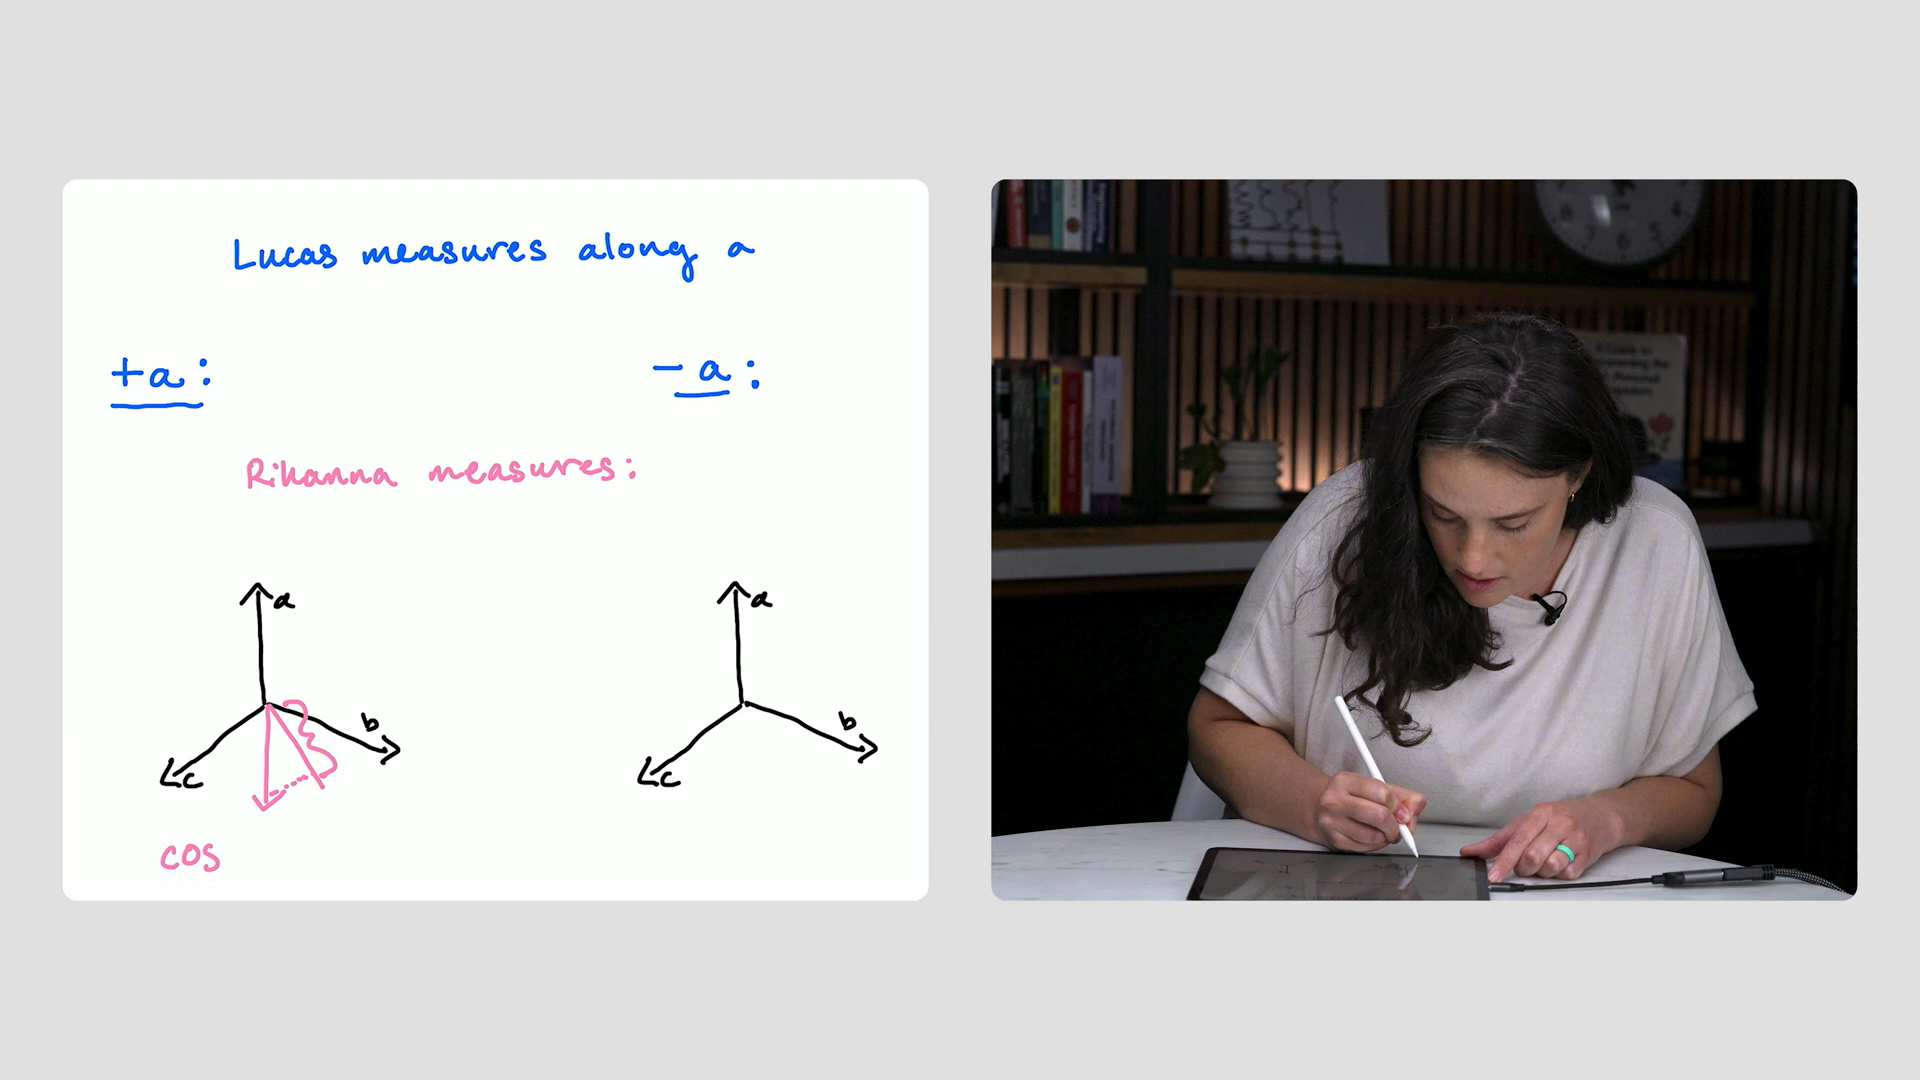 Lucas measures along a
+a:
-a:
Rihanna measures:
a
b
c
a
b
c
cos